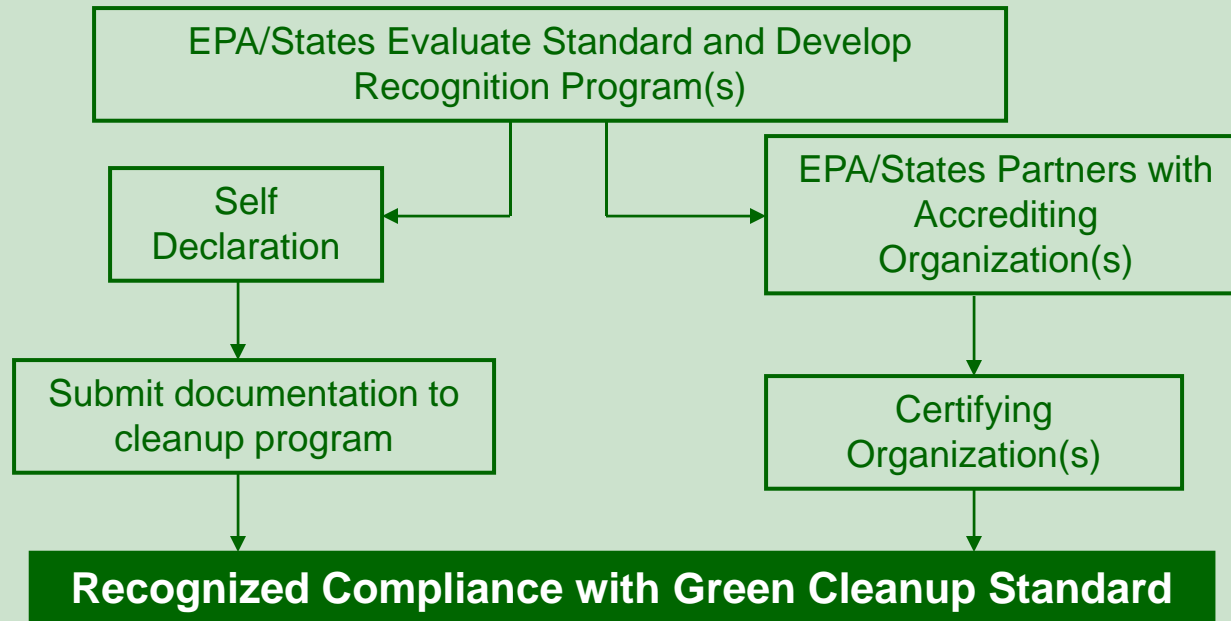 EPA/States Evaluate Standard and Develop
Recognition Program(s)
Self
Declaration
EPA/States Partners with
Accrediting
Organization(s)
Submit documentation to
cleanup program
Certifying
Organization(s)
Recognized Compliance with Green Cleanup Standard